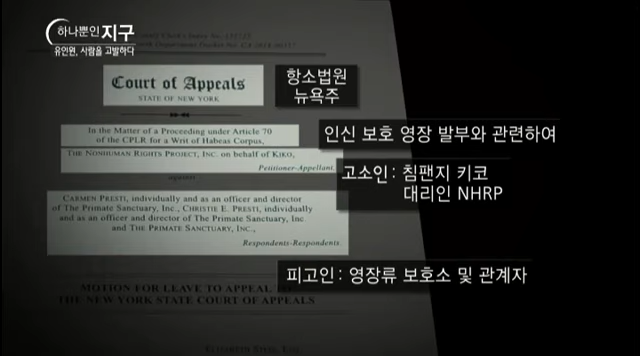 하나뿐인 지구
유인원, 사람을 고발하다
Court of Appeals
STATE OF NEW YORK
항소법원
뉴욕주
In the Matter of a Proceeding under Article 70
of the CPLR for a Writ of Habeas Corpus,
인신 보호 영장 발부와 관련하여
THE NONHUMAN RIGHTS PROJECT, INC. on behalf of KIKO,
Petitioner-Appellant,
against
고소인 : 침팬지 키코
대리인 NHRP
CARMEN PRESTI, individually and as an officer and director
of The Primate Sanctuary, Inc., CHRISTIE E. PRESTI, individually
and as an officer and director of The Primate Sanctuary, Inc
and THE PRIMATE SANCTUARY, INC.,
Respondents-Respondents
피고인 : 영장류 보호소 및 관계자
MOTION FOR LEAVE TO APPEAL TO
THE NEW YORK STATE COURT OF APPEALS